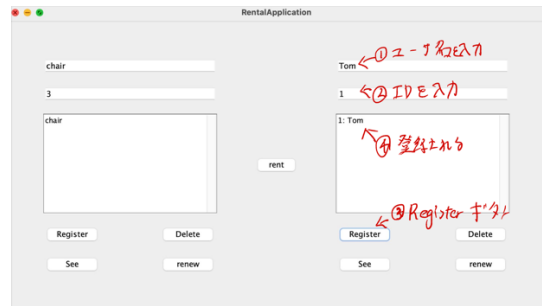 RentalApplication
chair
Tom
①ユーザ名を入力
3
1
②IDを入力
chair
1: Tom
④登録される
rent
③Registerボタン
Register
Delete
Register
Delete
See
renew
See
renew